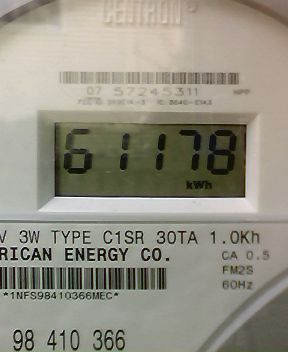 CENTRON®
07 57245311
61178
kWh
V 3W TYPE C1SR 30TA 1.0Kh
RICAN ENERGY CO. CA 0.5
FM2S
*1NFS98410366MEC* 60Hz
98 410 366